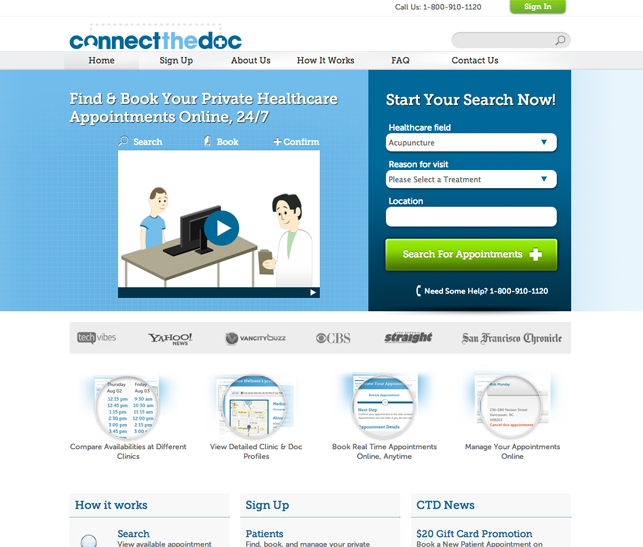 Call Us: 1-800-910-1120
Sign In
connectthedoc
Home
Sign Up
About Us
How It Works
FAQ
Contact Us
Find & Book Your Private Healthcare
Appointments Online, 24/7
Search
Book
Confirm
Start Your Search Now!
Healthcare field
Acupuncture
Reason for visit
Please Select a Treatment
Location
Search For Appointments
Need Some Help? 1-800-910-1120
techvibes
YAHOO!
NEWS
VANCITYBUZZ
CBS
straight
San Francisco Chronicle
Thursday Friday
Aug 02 Aug 03
12:15 pm 9:30 am
12:45 pm 10:30 am
1:15 pm 11:30 am
2:30 pm 12:00 pm
3:00 pm 2:15 pm
3:45 pm 3:00
Next Step
Appointment Details
Cancel this appointment
Compare Availabilities at Different
Clinics
View Detailed Clinic & Doc
Profiles
Book Real Time Appointments
Online, Anytime
Manage Your Appointments
Online
How it works
Sign Up
CTD News
Search
View available appointment
Patients
Find, book, and manage your private
$20 Gift Card Promotion
Book a New Patient Appointment on